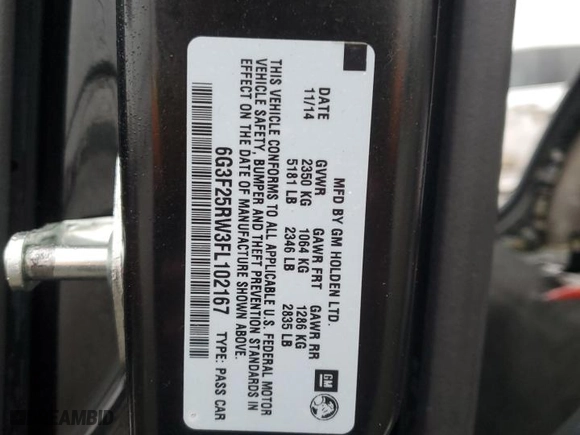 MFD BY GM HOLDEN LTD.
DATE GVWR GAWR FRT GAWR RR
11/14 2350 KG 1064 KG 1286 KG
5181 LB 2346 LB 2835 LB
THIS VEHICLE CONFORMS TO ALL APPLICABLE U.S. FEDERAL MOTOR
VEHICLE SAFETY, BUMPER AND THEFT PREVENTION STANDARDS IN
EFFECT ON THE DATE OF MANUFACTURE SHOWN ABOVE.
6G3F25RW3FL102167 TYPE: PASS CAR
GM